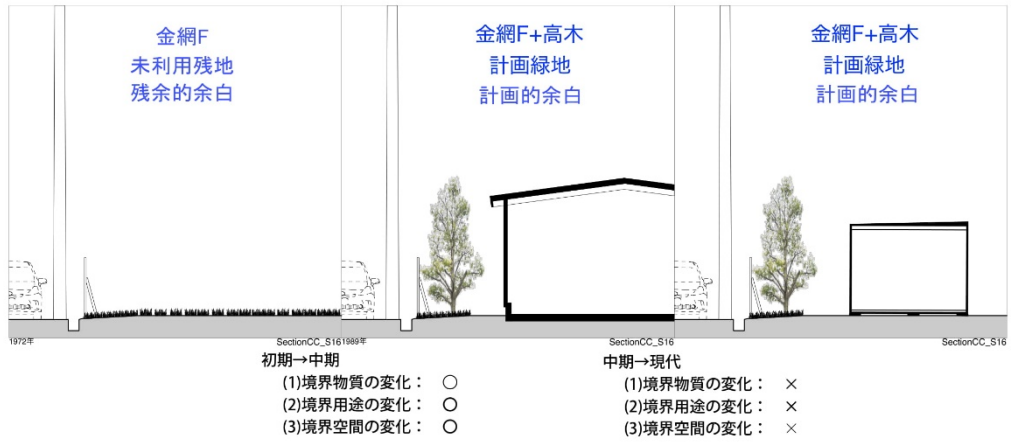 金網F
未利用残地
残余的余白
金網F+高木
計画緑地
計画的余白
金網F+高木
計画緑地
計画的余白
1972年
SectionCC_S16
1989年
SectionCC_S16
SectionCC_S16
初期→中期
(1)境界物質の変化： ○
(2)境界用途の変化： ○
(3)境界空間の変化： ○
中期→現代
(1)境界物質の変化： ×
(2)境界用途の変化： ×
(3)境界空間の変化： ×